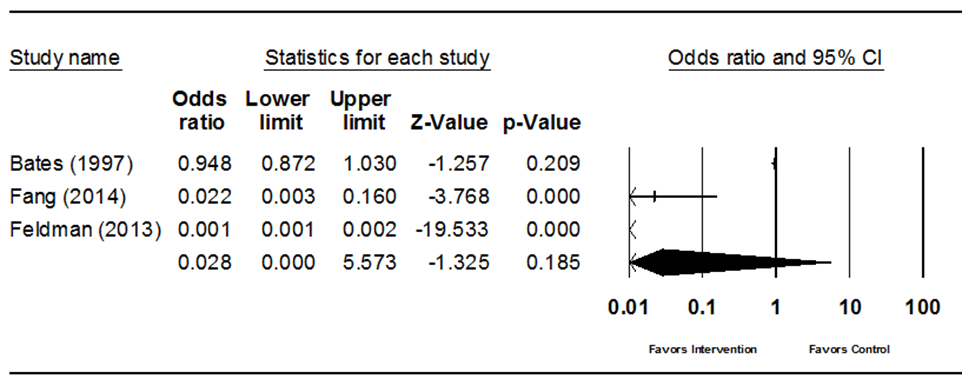 Study name Statistics for each study Odds ratio and 95% CI
Odds Lower Upper
ratio limit limit Z-Value p-Value
Bates (1997) 0.948 0.872 1.030 -1.257 0.209
Fang (2014) 0.022 0.003 0.160 -3.768 0.000
Feldman (2013) 0.001 0.001 0.002 -19.533 0.000
0.028 0.000 5.573 -1.325 0.185
0.01 0.1 1 10 100
Favors Intervention Favors Control